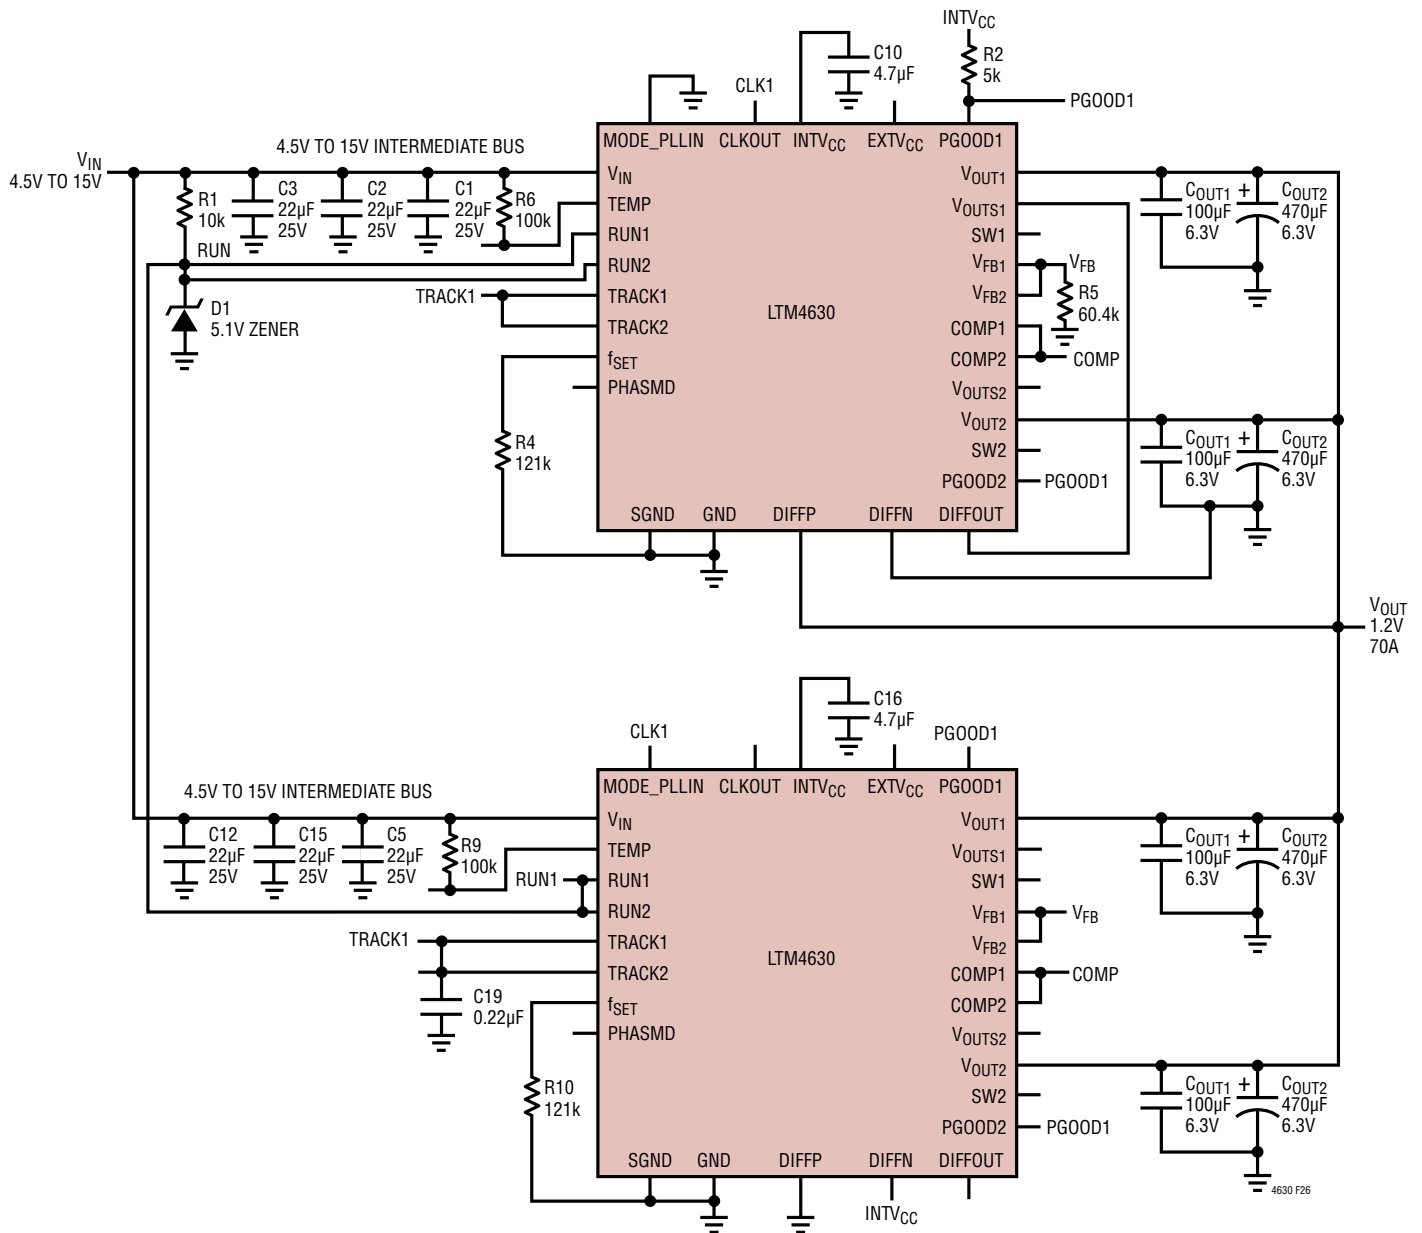 INTVCC
R2
5k
C10
4.7µF
CLK1
PGOOD1
MODE_PLLIN CLKOUT INTVCC EXTVCC PGOOD1
VIN
4.5V TO 15V
4.5V TO 15V INTERMEDIATE BUS
R1
10k
C3
22µF
25V
C2
22µF
25V
C1
22µF
25V
R6
100k
RUN
D1
5.1V ZENER
TRACK1
R4
121k
VIN
TEMP
RUN1
RUN2
TRACK1
TRACK2
fSET
PHASMD
LTM4630
VOUT1
VOUTS1
SW1
VFB1
VFB2
COMP1
COMP2
VOUTS2
VOUT2
SW2
PGOOD2
SGND GND DIFFP DIFFN DIFFOUT
VFB
R5
60.4k
COMP
PGOOD1
COUT1
100µF
6.3V
+
COUT2
470µF
6.3V
COUT1
100µF
6.3V
+
COUT2
470µF
6.3V
VOUT
1.2V
70A
C16
4.7µF
CLK1
PGOOD1
MODE_PLLIN CLKOUT INTVCC EXTVCC PGOOD1
4.5V TO 15V INTERMEDIATE BUS
C12
22µF
25V
C15
22µF
25V
C5
22µF
25V
R9
100k
RUN1
TRACK1
C19
0.22µF
R10
121k
VIN
TEMP
RUN1
RUN2
TRACK1
TRACK2
fSET
PHASMD
LTM4630
VOUT1
VOUTS1
SW1
VFB1
VFB2
COMP1
COMP2
VOUTS2
VOUT2
SW2
PGOOD2
SGND GND DIFFP DIFFN DIFFOUT
VFB
COMP
PGOOD1
INTVCC
COUT1
100µF
6.3V
+
COUT2
470µF
6.3V
COUT1
100µF
6.3V
+
COUT2
470µF
6.3V
4630 F26